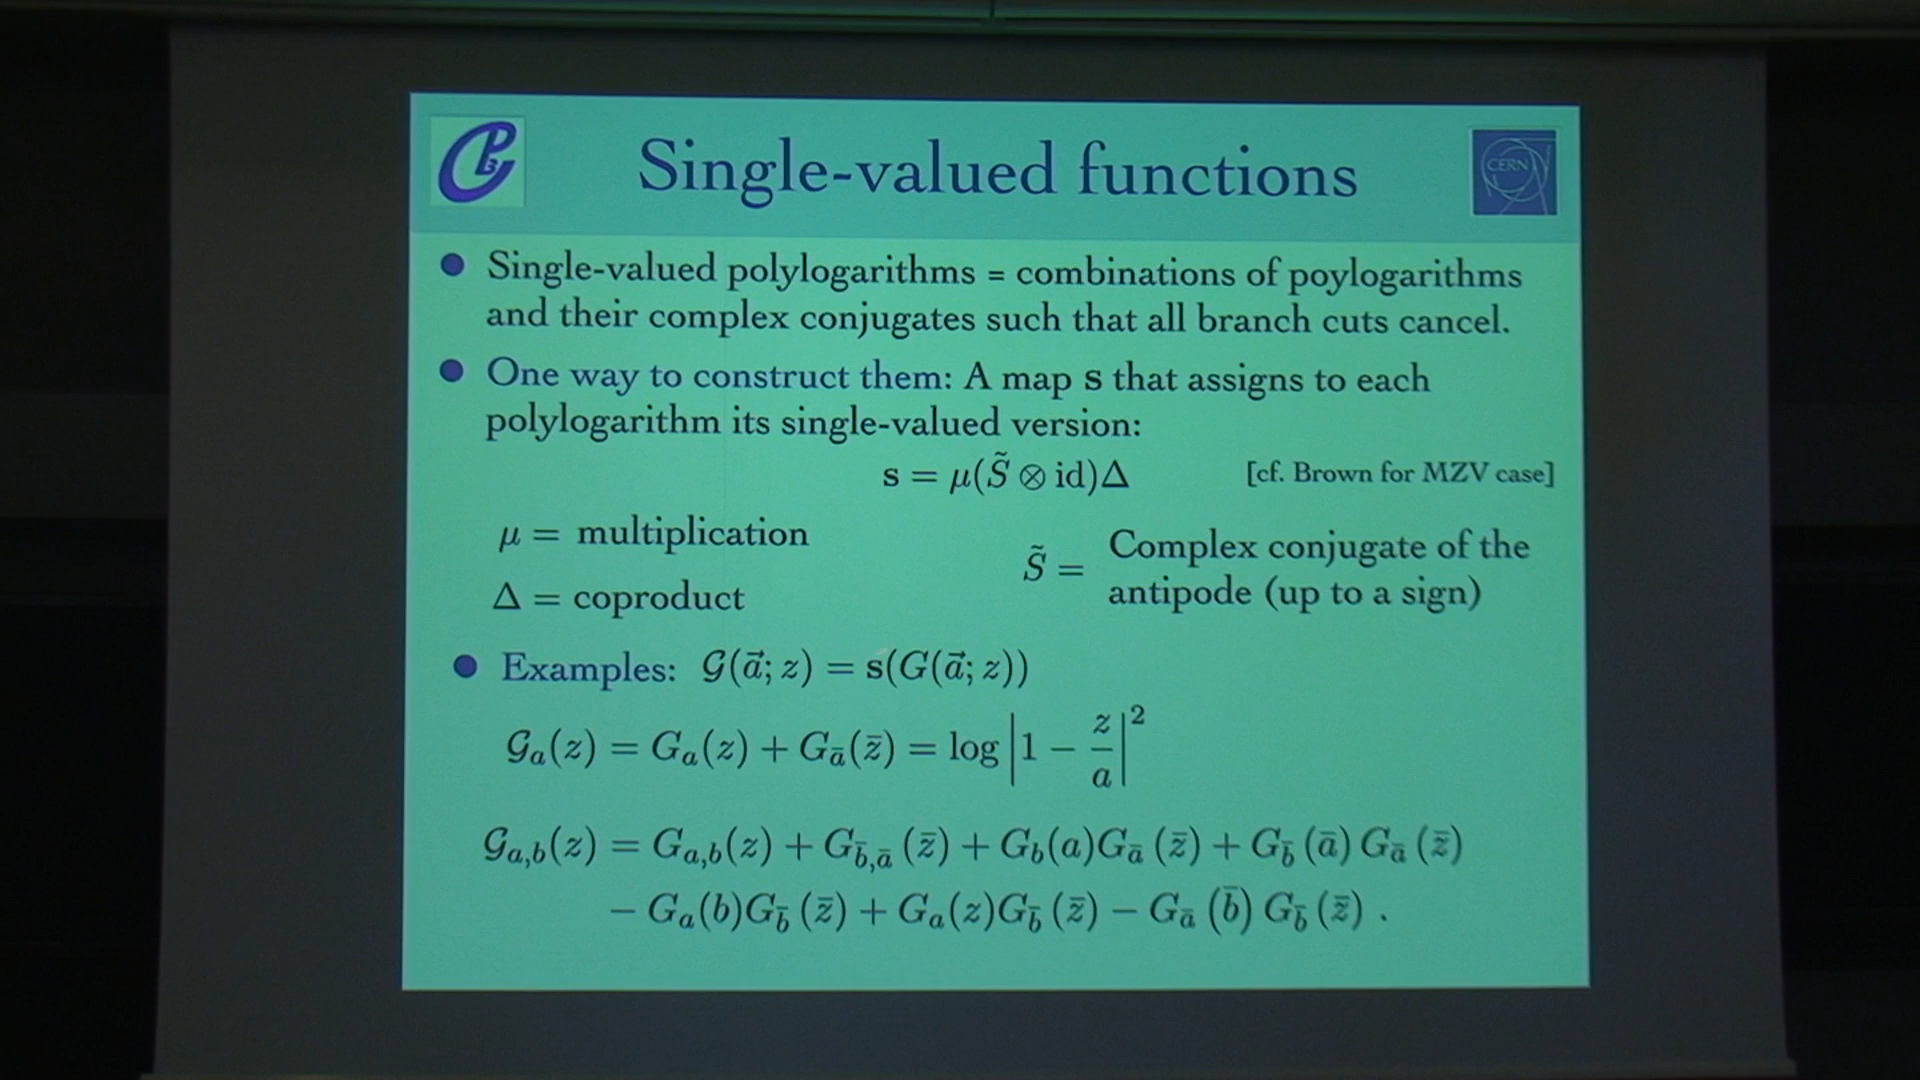 CP3
Single-valued functions
CERN
Single-valued polylogarithms = combinations of poylogarithms
and their complex conjugates such that all branch cuts cancel.
One way to construct them: A map s that assigns to each
polylogarithm its single-valued version:
s = μ(S̃ ⊗ id)Δ [cf. Brown for MZV case]
μ = multiplication
Δ = coproduct
S̃ = Complex conjugate of the
antipode (up to a sign)
Examples: 𝒢(a⃗; z) = s(G(a⃗; z))
𝒢_a(z) = G_a(z) + G_ā(z̄) = log |1 − z/a|²
𝒢_{a,b}(z) = G_{a,b}(z) + G_{b̄,ā}(z̄) + G_b(a)G_ā(z̄) + G_b̄(ā) G_ā(z̄)
− G_a(b)G_b̄(z̄) + G_a(z)G_b̄(z̄) − G_ā(b̄) G_b̄(z̄) .